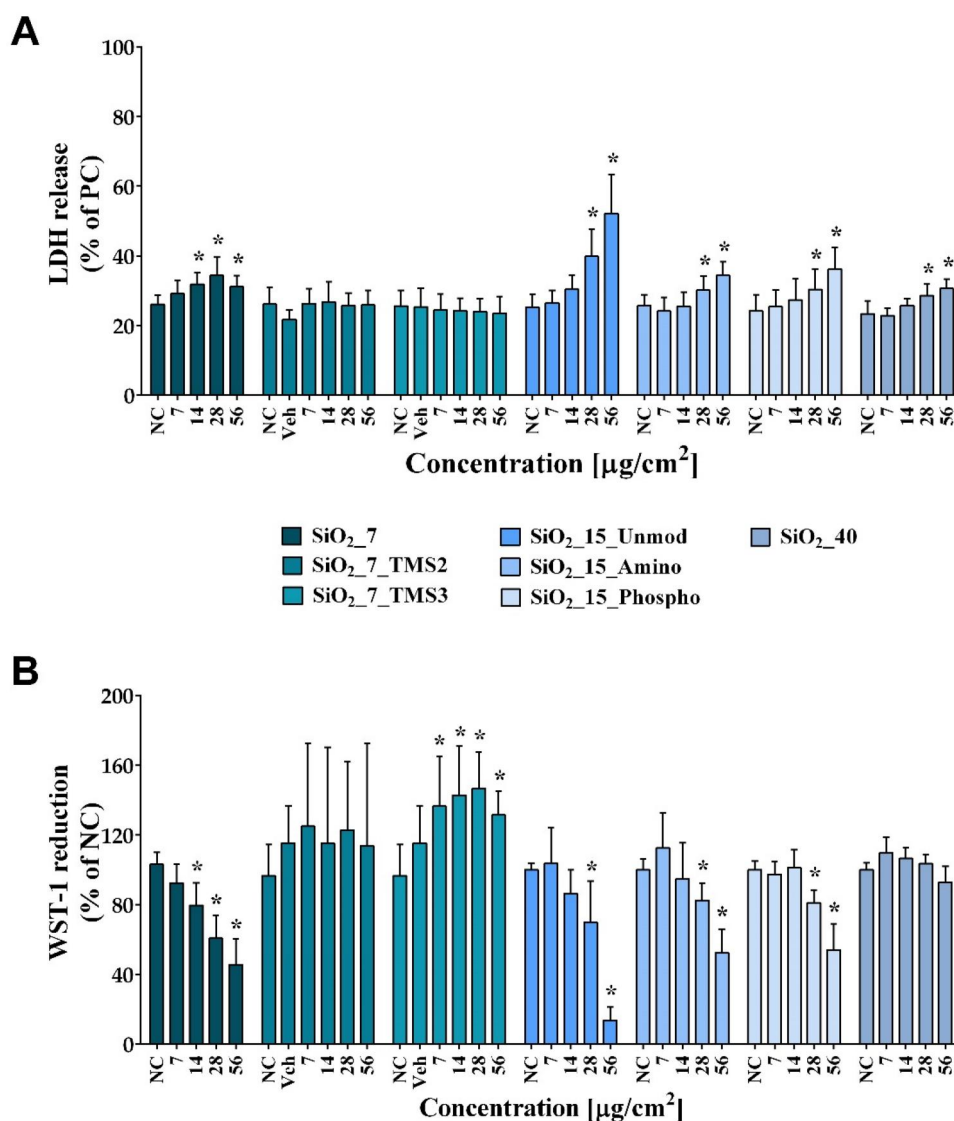 A
LDH release
(% of PC)
100
80
60
40
20
0
* * * * * * * * * * *
NC 7 14 28 56 NC Veh 7 14 28 56 NC Veh 7 14 28 56 NC 7 14 28 56 NC 7 14 28 56 NC 7 14 28 56 NC 7 14 28 56
Concentration [µg/cm²]
SiO₂_7 SiO₂_15_Unmod SiO₂_40
SiO₂_7_TMS2 SiO₂_15_Amino
SiO₂_7_TMS3 SiO₂_15_Phospho
B
WST-1 reduction
(% of NC)
200
160
120
80
40
0
* * * * * * * * * * * * *
NC 7 14 28 56 NC Veh 7 14 28 56 NC Veh 7 14 28 56 NC 7 14 28 56 NC 7 14 28 56 NC 7 14 28 56 NC 7 14 28 56
Concentration [µg/cm²]